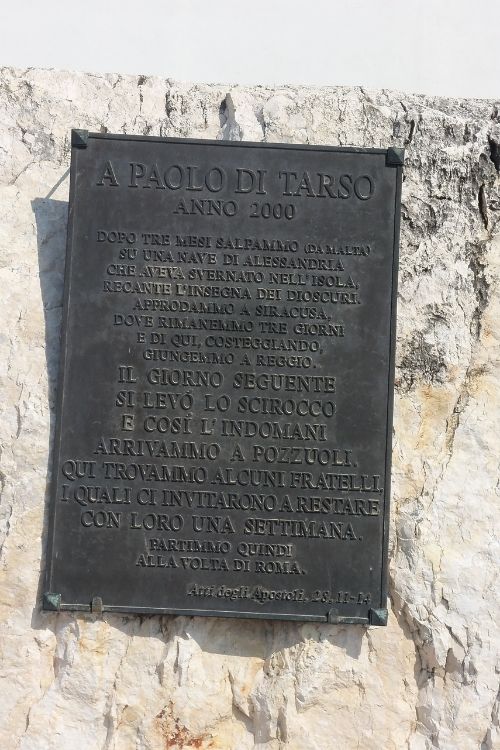 A PAOLO DI TARSO
ANNO 2000
DOPO TRE MESI SALPAMMO (DA MALTA)
SU UNA NAVE DI ALESSANDRIA
CHE AVEVA SVERNATO NELL'ISOLA,
RECANTE L'INSEGNA DEI DIOSCURI.
APPRODAMMO A SIRACUSA,
DOVE RIMANEMMO TRE GIORNI
E DI QUI, COSTEGGIANDO,
GIUNGEMMO A REGGIO.
IL GIORNO SEGUENTE
SI LEVÓ LO SCIROCCO
E COSÍ L'INDOMANI
ARRIVAMMO A POZZUOLI.
QUI TROVAMMO ALCUNI FRATELLI,
I QUALI CI INVITARONO A RESTARE
CON LORO UNA SETTIMANA.
PARTIMMO QUINDI
ALLA VOLTA DI ROMA.
Atti degli Apostoli, 28, 11-14